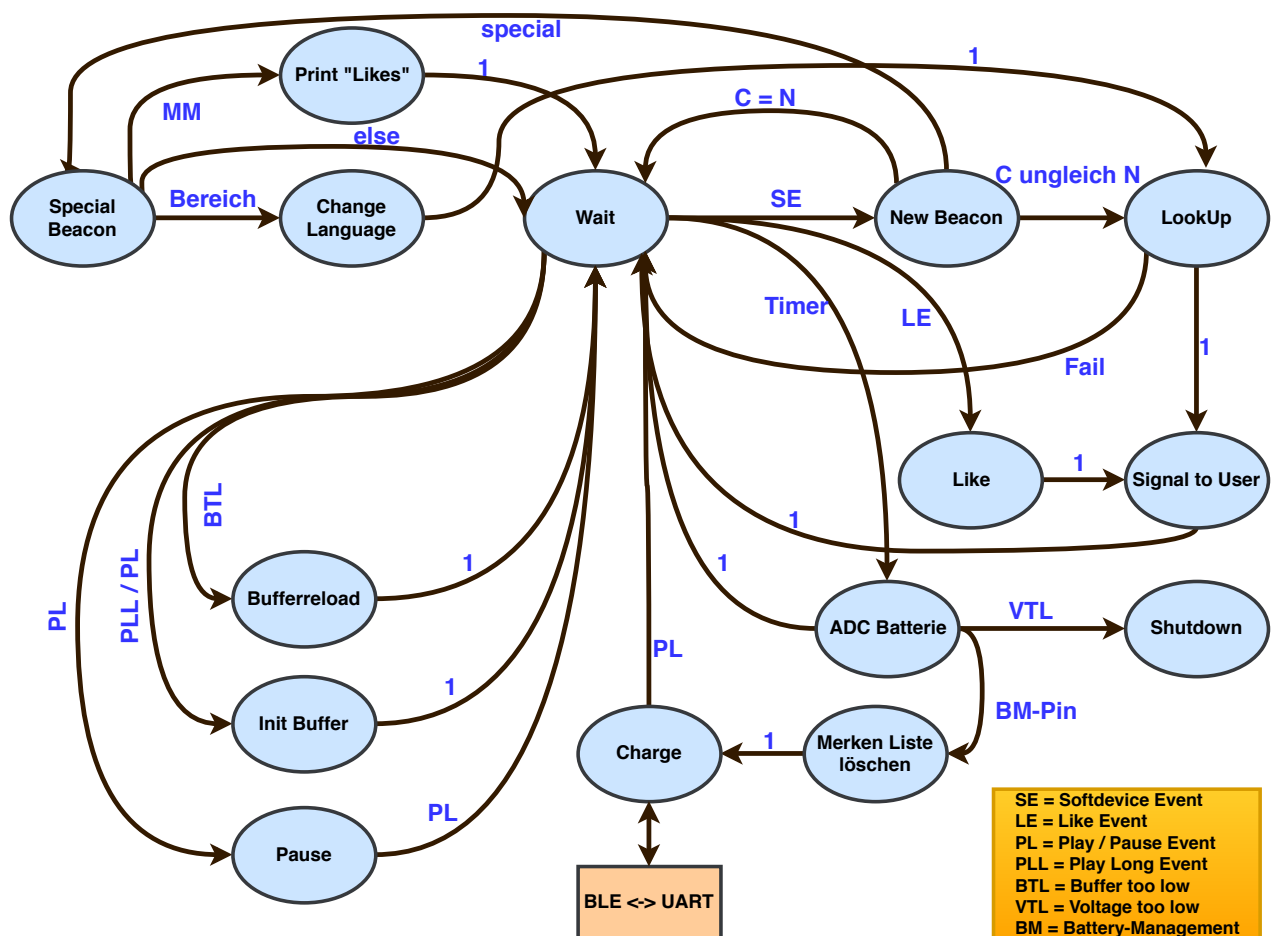 special
1
Print "Likes"
1
C = N
MM
else
C ungleich N
Bereich
SE
Special
Beacon
Change
Language
Wait
New Beacon
LookUp
Timer
LE
Fail
1
BTL
1
Like
Signal to User
1
1
1
PLL / PL
PL
Bufferreload
ADC Batterie
VTL
Shutdown
PL
1
BM-Pin
Init Buffer
Charge
1
Merken Liste
löschen
PL
Pause
BLE <-> UART
SE = Softdevice Event
LE = Like Event
PL = Play / Pause Event
PLL = Play Long Event
BTL = Buffer too low
VTL = Voltage too low
BM = Battery-Management